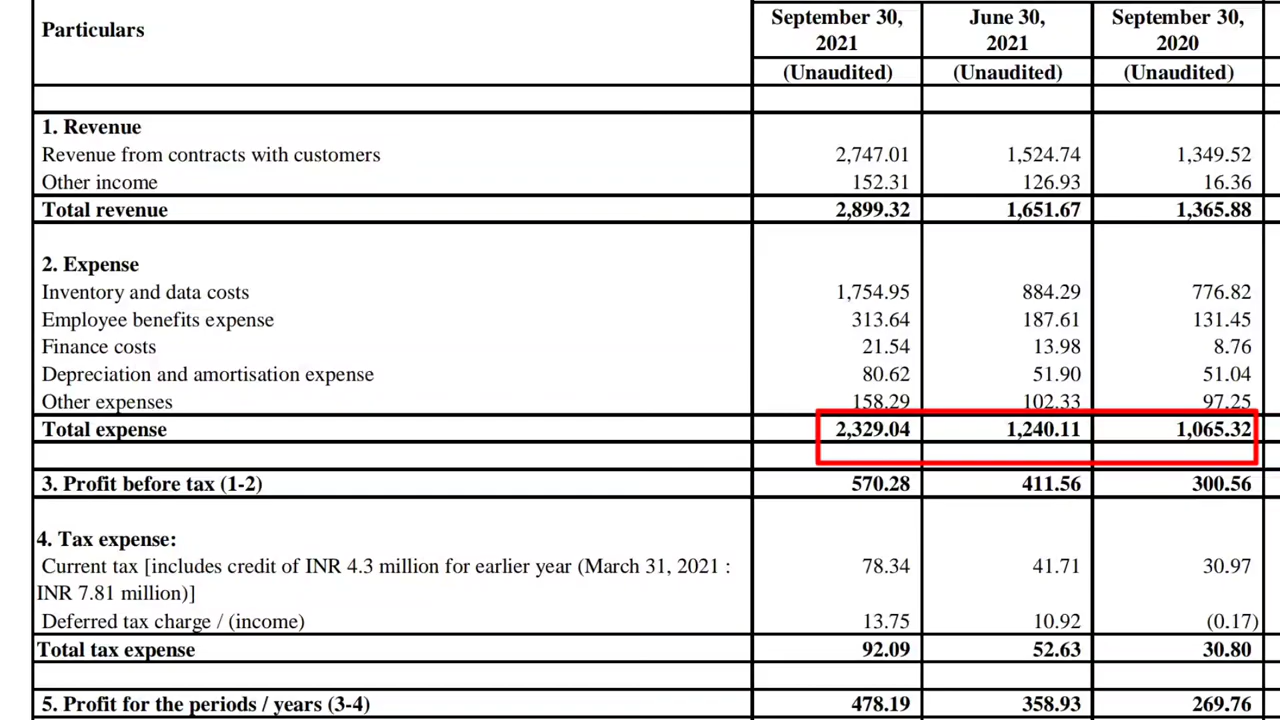 Particulars September 30, 2021 June 30, 2021 September 30, 2020
(Unaudited) (Unaudited) (Unaudited)
1. Revenue
Revenue from contracts with customers 2,747.01 1,524.74 1,349.52
Other income 152.31 126.93 16.36
Total revenue 2,899.32 1,651.67 1,365.88
2. Expense
Inventory and data costs 1,754.95 884.29 776.82
Employee benefits expense 313.64 187.61 131.45
Finance costs 21.54 13.98 8.76
Depreciation and amortisation expense 80.62 51.90 51.04
Other expenses 158.29 102.33 97.25
Total expense 2,329.04 1,240.11 1,065.32
3. Profit before tax (1-2) 570.28 411.56 300.56
4. Tax expense:
Current tax [includes credit of INR 4.3 million for earlier year (March 31, 2021 : 78.34 41.71 30.97
INR 7.81 million)]
Deferred tax charge / (income) 13.75 10.92 (0.17)
Total tax expense 92.09 52.63 30.80
5. Profit for the periods / years (3-4) 478.19 358.93 269.76